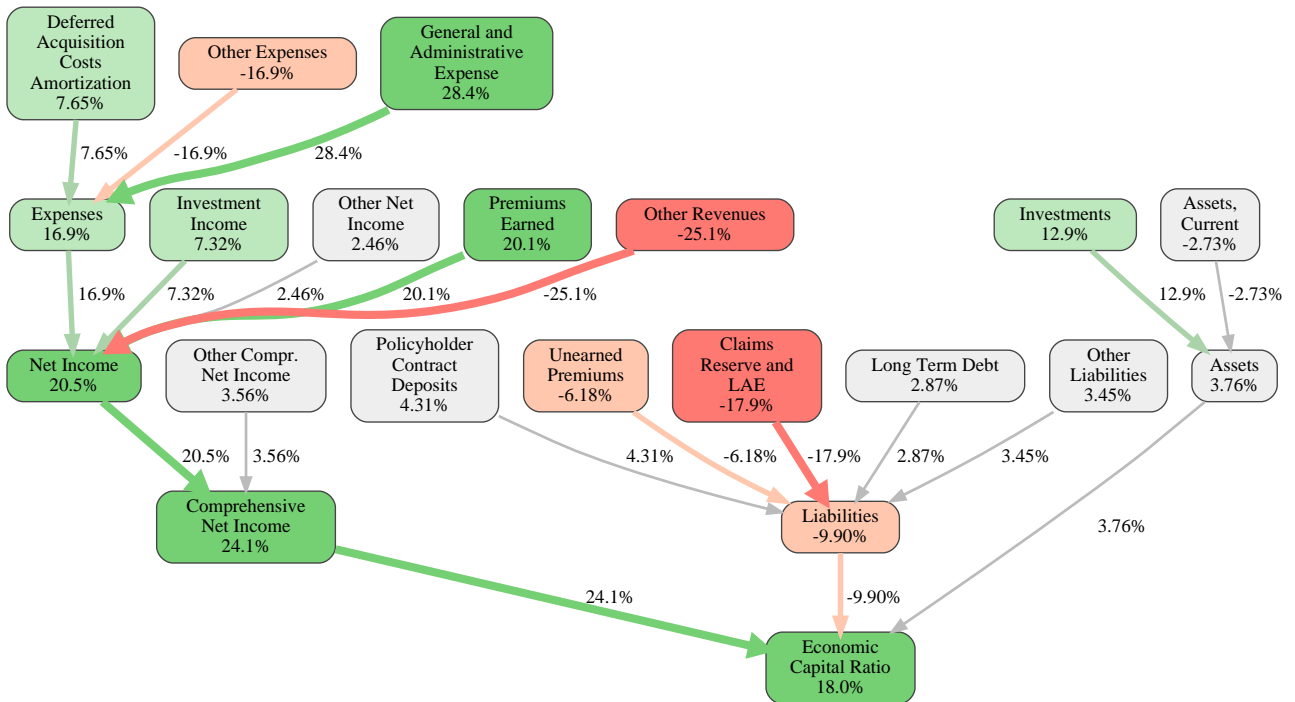 Deferred
Acquisition
Costs
Amortization
7.65%
Other Expenses
-16.9%
General and
Administrative
Expense
28.4%
7.65%
-16.9%
28.4%
Expenses
16.9%
Investment
Income
7.32%
Other Net
Income
2.46%
Premiums
Earned
20.1%
Other Revenues
-25.1%
Investments
12.9%
Assets,
Current
-2.73%
16.9%
7.32%
2.46%
20.1%
-25.1%
12.9%
-2.73%
Net Income
20.5%
Other Compr.
Net Income
3.56%
Policyholder
Contract
Deposits
4.31%
Unearned
Premiums
-6.18%
Claims
Reserve and
LAE
-17.9%
Long Term Debt
2.87%
Other
Liabilities
3.45%
Assets
3.76%
20.5%
3.56%
4.31%
-6.18%
-17.9%
2.87%
3.45%
3.76%
Comprehensive
Net Income
24.1%
Liabilities
-9.90%
24.1%
-9.90%
Economic
Capital Ratio
18.0%